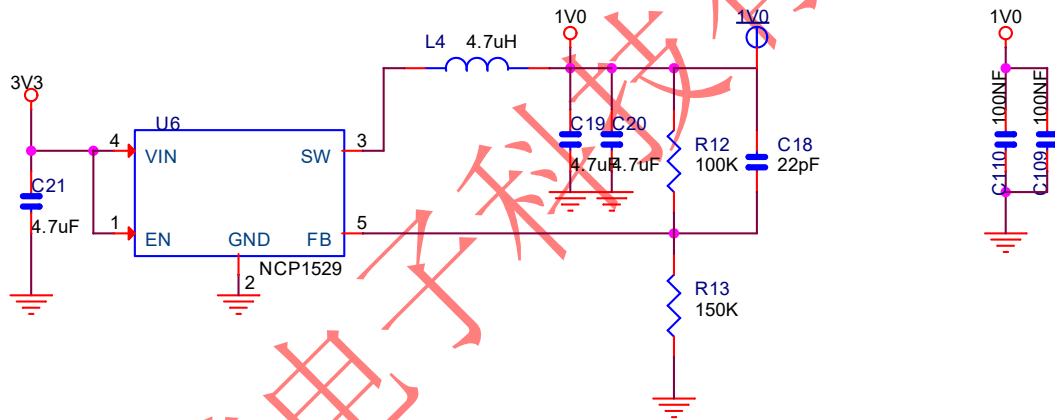 1V0
1V0
1V0
L4 4.7uH
3V3
U6
4 VIN
SW 3
1 EN
GND
FB 5
2
NCP1529
C21
4.7uF
C19
4.7uF
C20
4.7uF
R12
100K
C18
22pF
R13
150K
C110 100NF
C109 100NF
电子